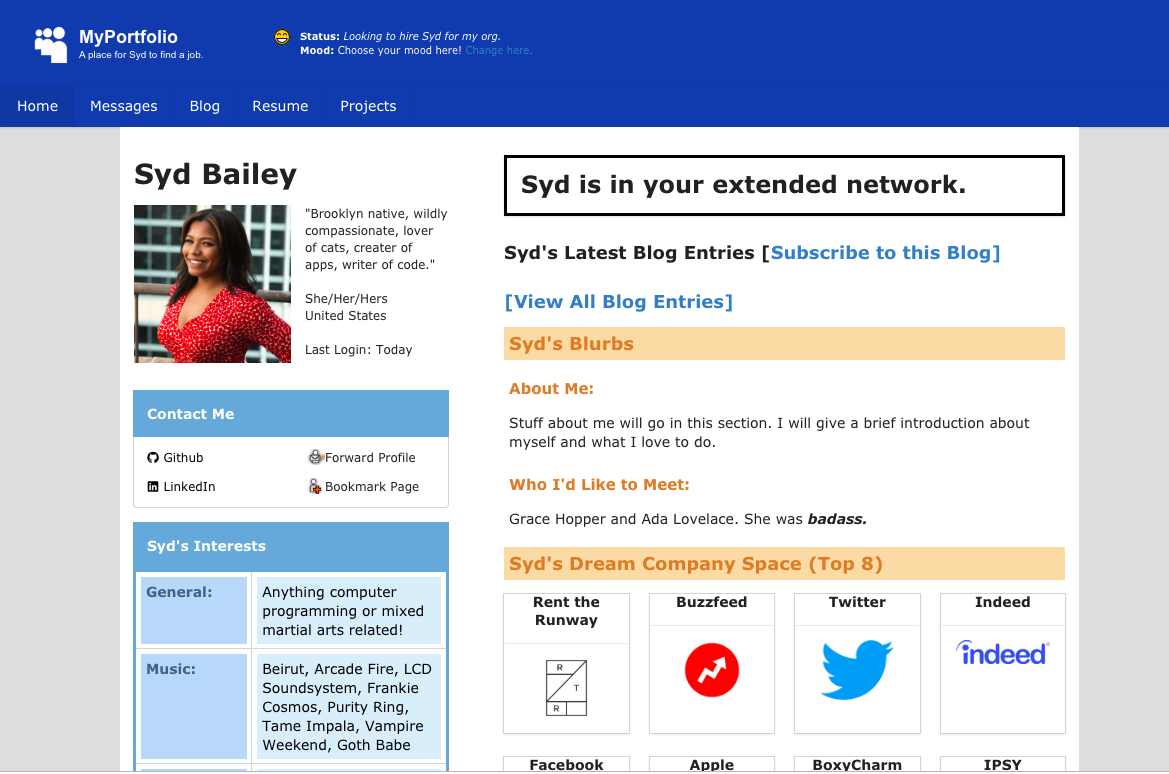 MyPortfolio
A place for Syd to find a job.
Status: Looking to hire Syd for my org.
Mood: Choose your mood here! Change here.
Home
Messages
Blog
Resume
Projects
Syd Bailey
"Brooklyn native, wildly
compassionate, lover
of cats, creater of
apps, writer of code."
She/Her/Hers
United States
Last Login: Today
Contact Me
Github
Forward Profile
LinkedIn
Bookmark Page
Syd's Interests
General:
Anything computer
programming or mixed
martial arts related!
Music:
Beirut, Arcade Fire, LCD
Soundsystem, Frankie
Cosmos, Purity Ring,
Tame Impala, Vampire
Weekend, Goth Babe
Syd is in your extended network.
Syd's Latest Blog Entries [Subscribe to this Blog]
[View All Blog Entries]
Syd's Blurbs
About Me:
Stuff about me will go in this section. I will give a brief introduction about
myself and what I love to do.
Who I'd Like to Meet:
Grace Hopper and Ada Lovelace. She was badass.
Syd's Dream Company Space (Top 8)
Rent the
Runway
R
T
R
Buzzfeed
Twitter
Indeed
indeed
Facebook
Apple
BoxyCharm
IPSY